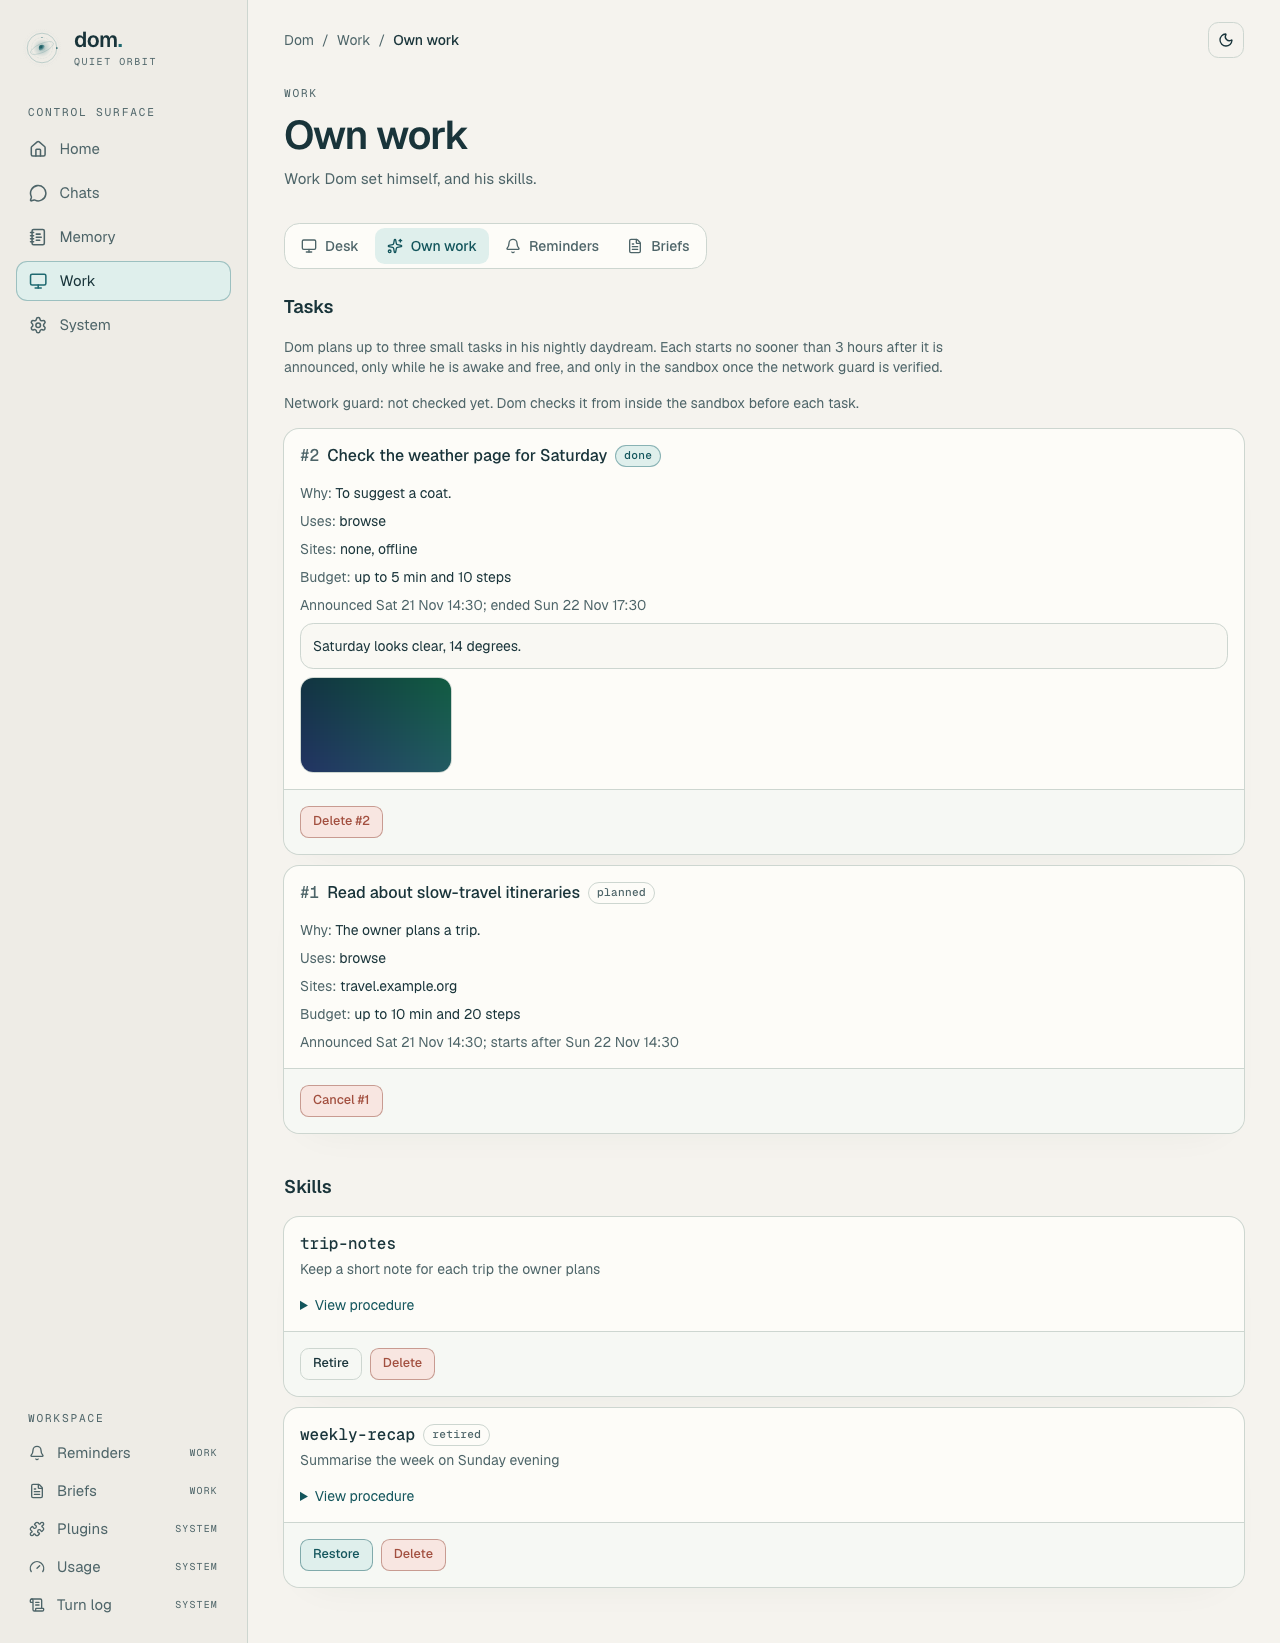 dom.
QUIET ORBIT
CONTROL SURFACE
Home
Chats
Memory
Work
System
WORKSPACE
Reminders WORK
Briefs WORK
Plugins SYSTEM
Usage SYSTEM
Turn log SYSTEM
Dom / Work / Own work
WORK
Own work
Work Dom set himself, and his skills.
Desk Own work Reminders Briefs
Tasks
Dom plans up to three small tasks in his nightly daydream. Each starts no sooner than 3 hours after it is
announced, only while he is awake and free, and only in the sandbox once the network guard is verified.
Network guard: not checked yet. Dom checks it from inside the sandbox before each task.
#2 Check the weather page for Saturday done
Why: To suggest a coat.
Uses: browse
Sites: none, offline
Budget: up to 5 min and 10 steps
Announced Sat 21 Nov 14:30; ended Sun 22 Nov 17:30
Saturday looks clear, 14 degrees.
Delete #2
#1 Read about slow-travel itineraries planned
Why: The owner plans a trip.
Uses: browse
Sites: travel.example.org
Budget: up to 10 min and 20 steps
Announced Sat 21 Nov 14:30; starts after Sun 22 Nov 14:30
Cancel #1
Skills
trip-notes
Keep a short note for each trip the owner plans
View procedure
Retire Delete
weekly-recap retired
Summarise the week on Sunday evening
View procedure
Restore Delete